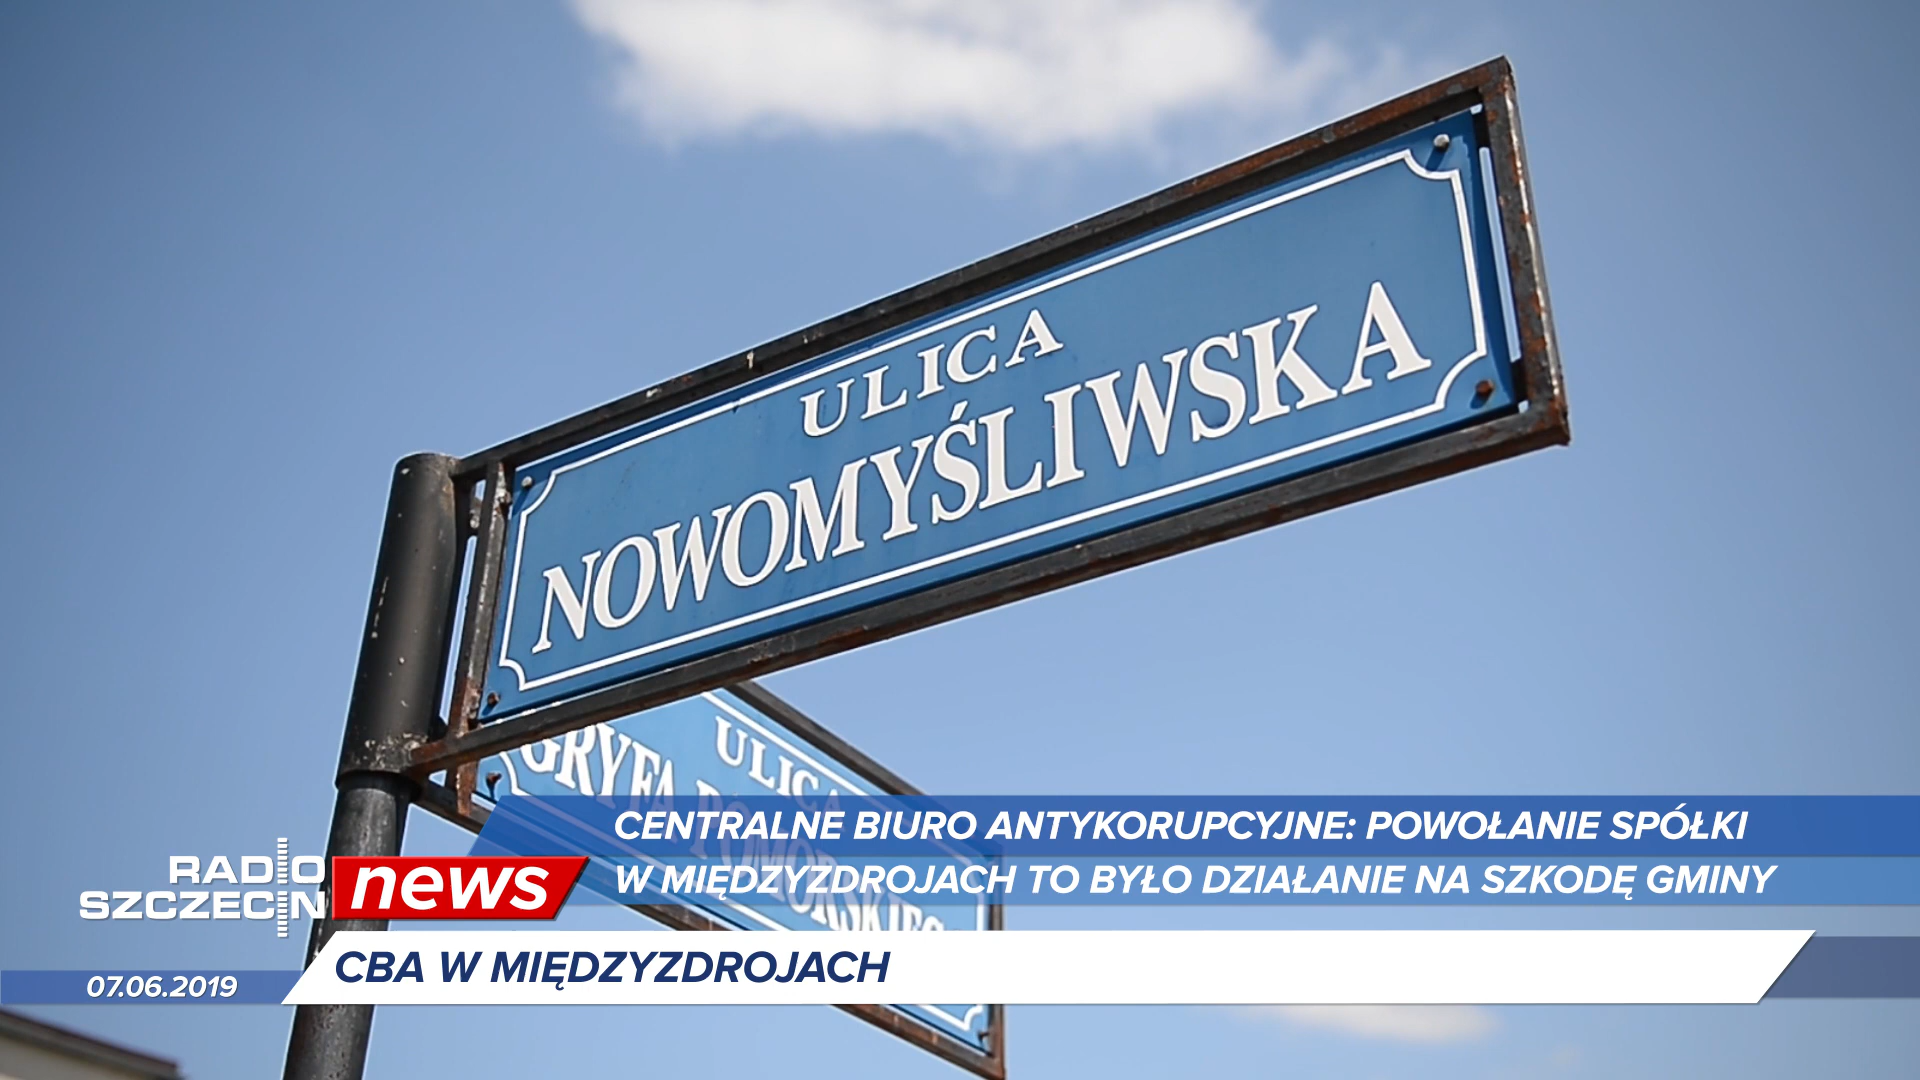 ULICA
NOWOMYŚLIWSKA
ULICA
GRYFA POMORSKIEGO
CENTRALNE BIURO ANTYKORUPCYJNE: POWOŁANIE SPÓŁKI
W MIĘDZYZDROJACH TO BYŁO DZIAŁANIE NA SZKODĘ GMINY
RADIO
SZCZECIN
news
CBA W MIĘDZYZDROJACH
07.06.2019